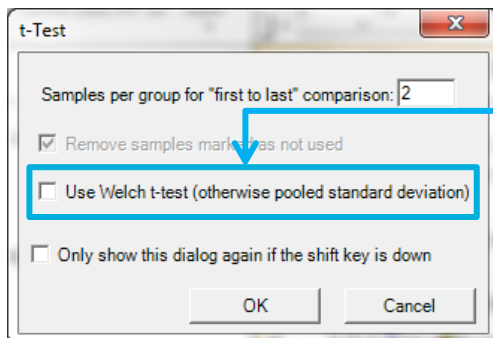 t-Test
Samples per group for "first to last" comparison: 2
Remove samples marked as not used
Use Welch t-test (otherwise pooled standard deviation)
Only show this dialog again if the shift key is down
OK Cancel